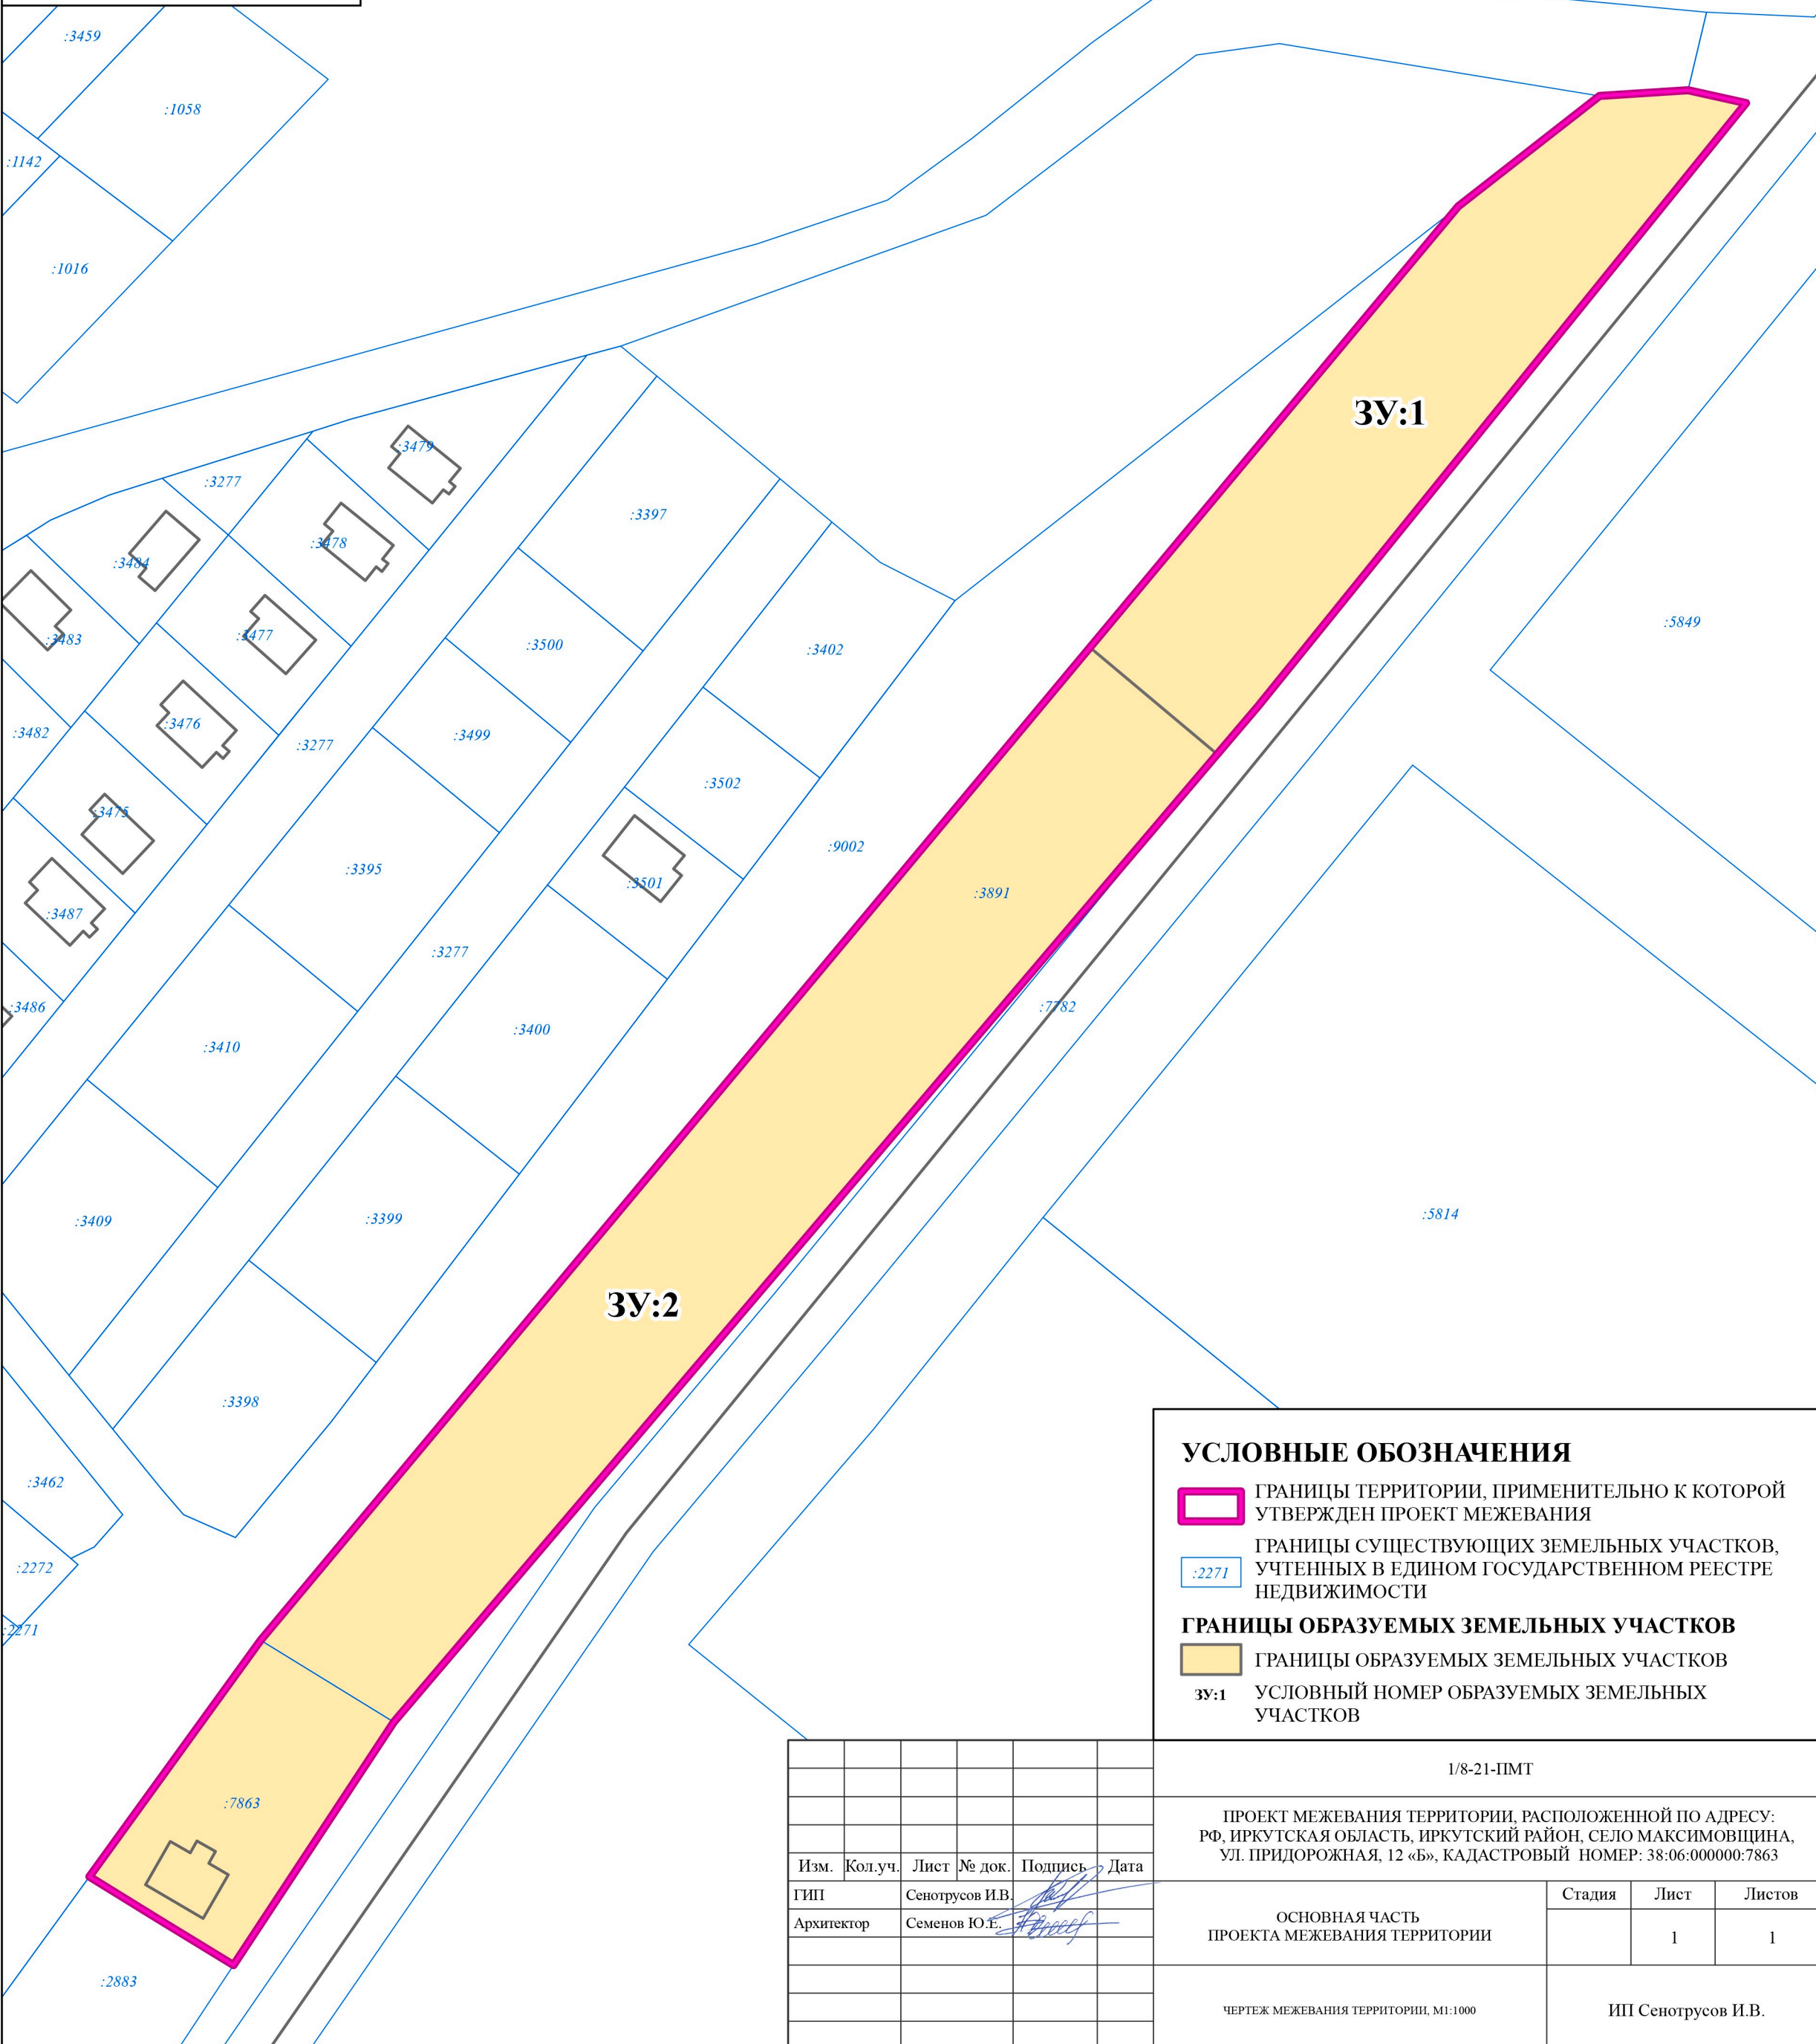 :3459
:1058
:1142
:1016
ЗУ:1
:3479
:3277
:3397
:3478
:3484
:5849
:3477
:3483
:3500
:3402
:3476
:3482
:3277
:3499
:3502
:3475
:9002
:3395
:3501
:3891
:3487
:3277
:3486
:7782
:3400
:3410
:5814
:3399
:3409
ЗУ:2
:3398
:3462
:2272
:2271
:7863
:2883
УСЛОВНЫЕ ОБОЗНАЧЕНИЯ
ГРАНИЦЫ ТЕРРИТОРИИ, ПРИМЕНИТЕЛЬНО К КОТОРОЙ
УТВЕРЖДЕН ПРОЕКТ МЕЖЕВАНИЯ
ГРАНИЦЫ СУЩЕСТВУЮЩИХ ЗЕМЕЛЬНЫХ УЧАСТКОВ,
:2271 УЧТЕННЫХ В ЕДИНОМ ГОСУДАРСТВЕННОМ РЕЕСТРЕ
НЕДВИЖИМОСТИ
ГРАНИЦЫ ОБРАЗУЕМЫХ ЗЕМЕЛЬНЫХ УЧАСТКОВ
ГРАНИЦЫ ОБРАЗУЕМЫХ ЗЕМЕЛЬНЫХ УЧАСТКОВ
ЗУ:1 УСЛОВНЫЙ НОМЕР ОБРАЗУЕМЫХ ЗЕМЕЛЬНЫХ
УЧАСТКОВ
1/8-21-ПМТ
ПРОЕКТ МЕЖЕВАНИЯ ТЕРРИТОРИИ, РАСПОЛОЖЕННОЙ ПО АДРЕСУ:
РФ, ИРКУТСКАЯ ОБЛАСТЬ, ИРКУТСКИЙ РАЙОН, СЕЛО МАКСИМОВЩИНА,
УЛ. ПРИДОРОЖНАЯ, 12 «Б», КАДАСТРОВЫЙ НОМЕР: 38:06:000000:7863
Изм. Кол.уч. Лист № док. Подпись Дата
ГИП Сенотрусов И.В.
Архитектор Семенов Ю.Е.
ОСНОВНАЯ ЧАСТЬ
ПРОЕКТА МЕЖЕВАНИЯ ТЕРРИТОРИИ
Стадия Лист Листов
1 1
ЧЕРТЕЖ МЕЖЕВАНИЯ ТЕРРИТОРИИ, М1:1000
ИП Сенотрусов И.В.